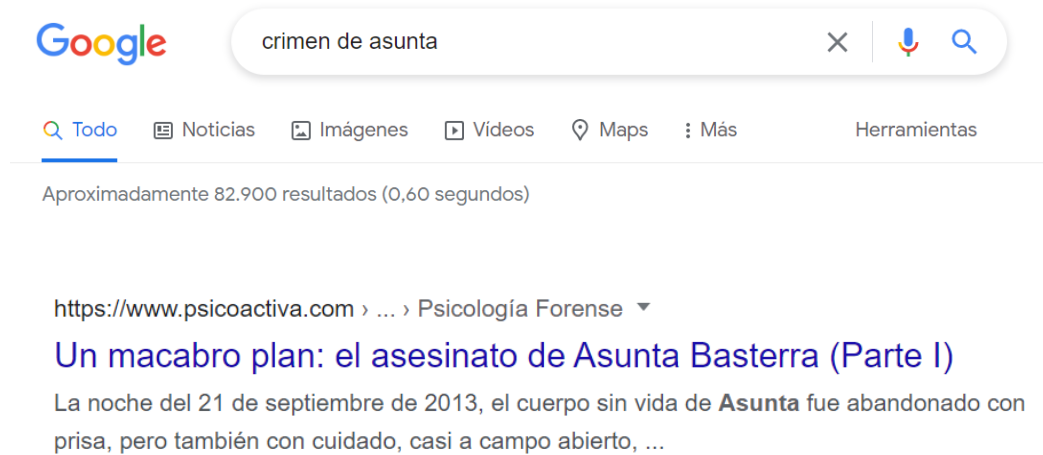 Google
crimen de asunta
Todo Noticias Imágenes Vídeos Maps Más Herramientas
Aproximadamente 82.900 resultados (0,60 segundos)
https://www.psicoactiva.com › ... › Psicología Forense
Un macabro plan: el asesinato de Asunta Basterra (Parte I)
La noche del 21 de septiembre de 2013, el cuerpo sin vida de Asunta fue abandonado con
prisa, pero también con cuidado, casi a campo abierto, ...